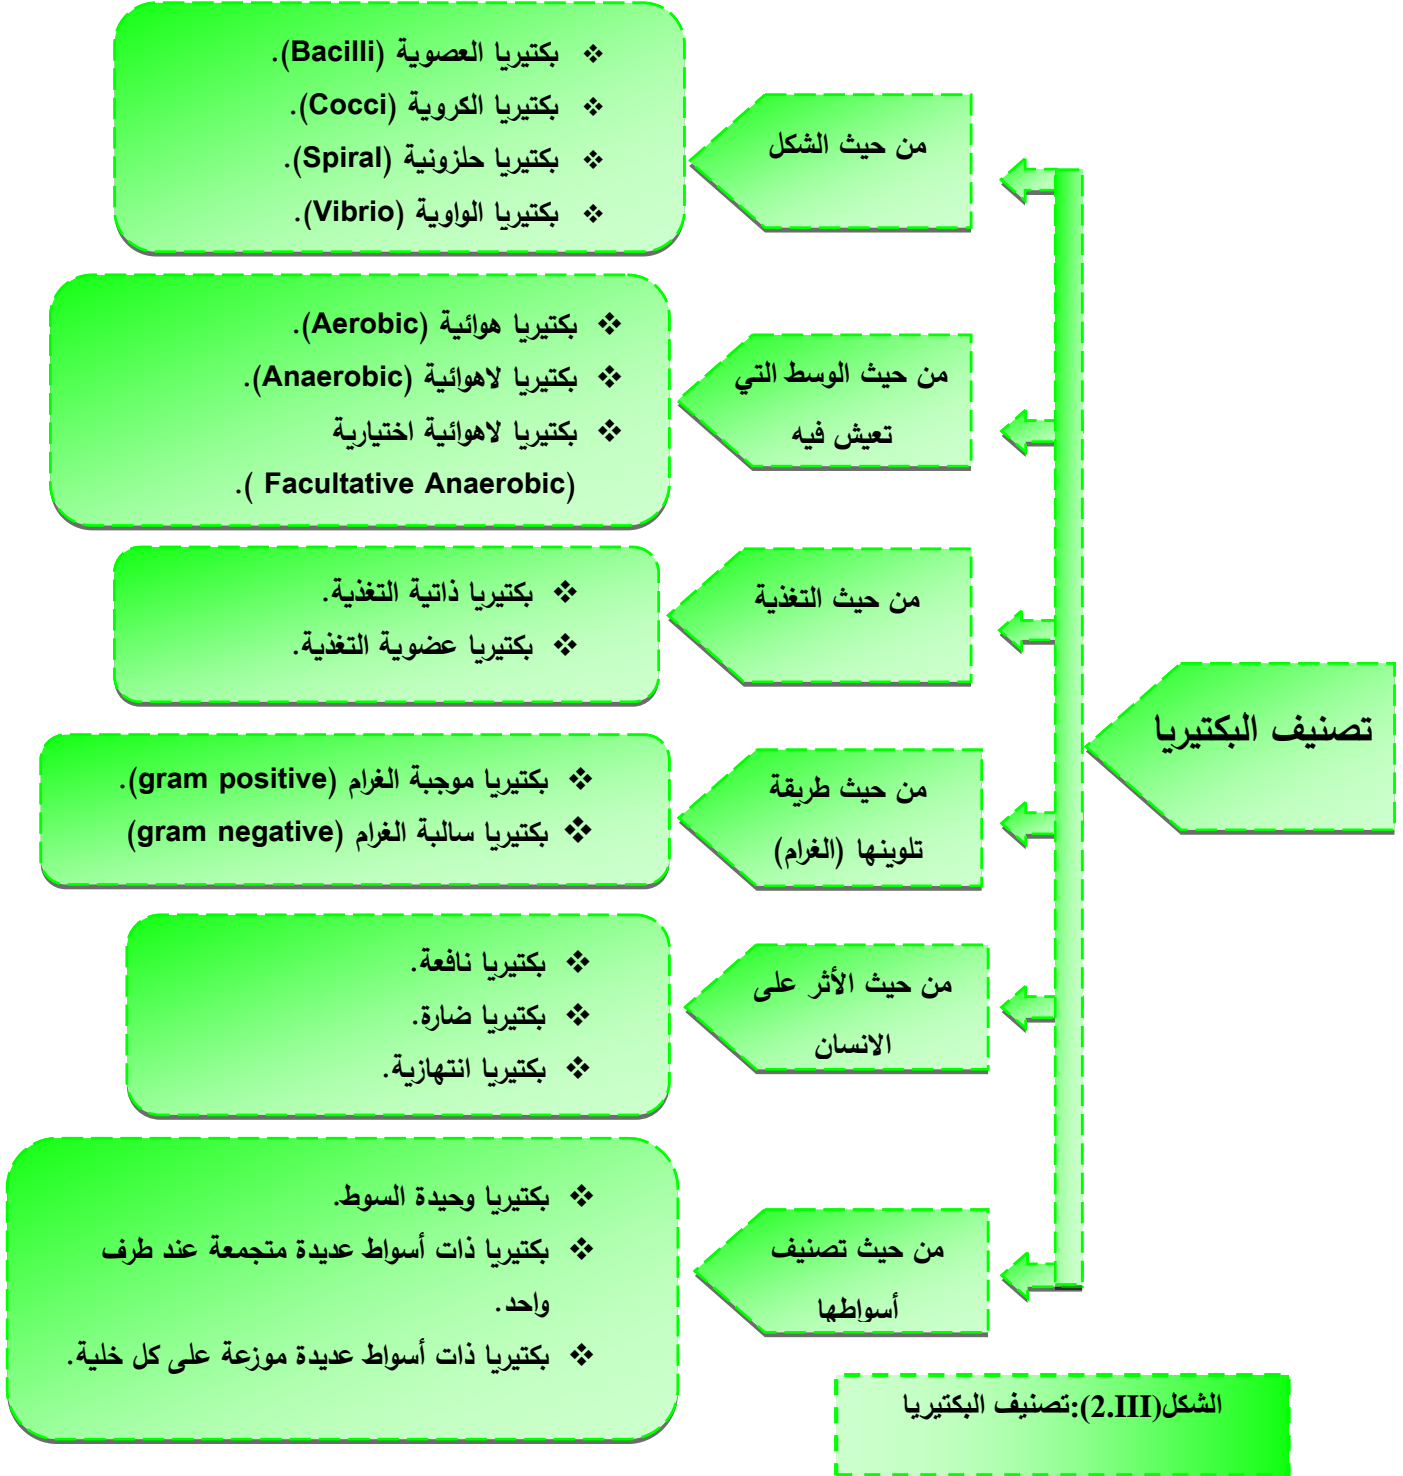 تصنيف البكتيريا
من حيث الشكل
❖ بكتيريا العصوية (Bacilli).
❖ بكتيريا الكروية (Cocci).
❖ بكتيريا حلزونية (Spiral).
❖ بكتيريا الواوية (Vibrio).
من حيث الوسط التي
تعيش فيه
❖ بكتيريا هوائية (Aerobic).
❖ بكتيريا لاهوائية (Anaerobic).
❖ بكتيريا لاهوائية اختيارية
(Facultative Anaerobic ).
من حيث التغذية
❖ بكتيريا ذاتية التغذية.
❖ بكتيريا عضوية التغذية.
من حيث طريقة
تلوينها (الغرام)
❖ بكتيريا موجبة الغرام (gram positive).
❖ بكتيريا سالبة الغرام (gram negative)
من حيث الأثر على
الانسان
❖ بكتيريا نافعة.
❖ بكتيريا ضارة.
❖ بكتيريا انتهازية.
من حيث تصنيف
أسواطها
❖ بكتيريا وحيدة السوط.
❖ بكتيريا ذات أسواط عديدة متجمعة عند طرف
واحد.
❖ بكتيريا ذات أسواط عديدة موزعة على كل خلية.
الشكل(2.III):تصنيف البكتيريا